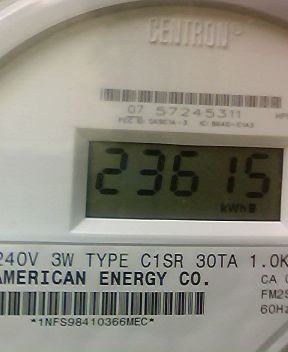 CENTRON
07 57245311
23615
kWh
240V 3W TYPE C1SR 30TA 1.0K
AMERICAN ENERGY CO. CA
FM2S
60Hz
*1NFS98410366MEC*